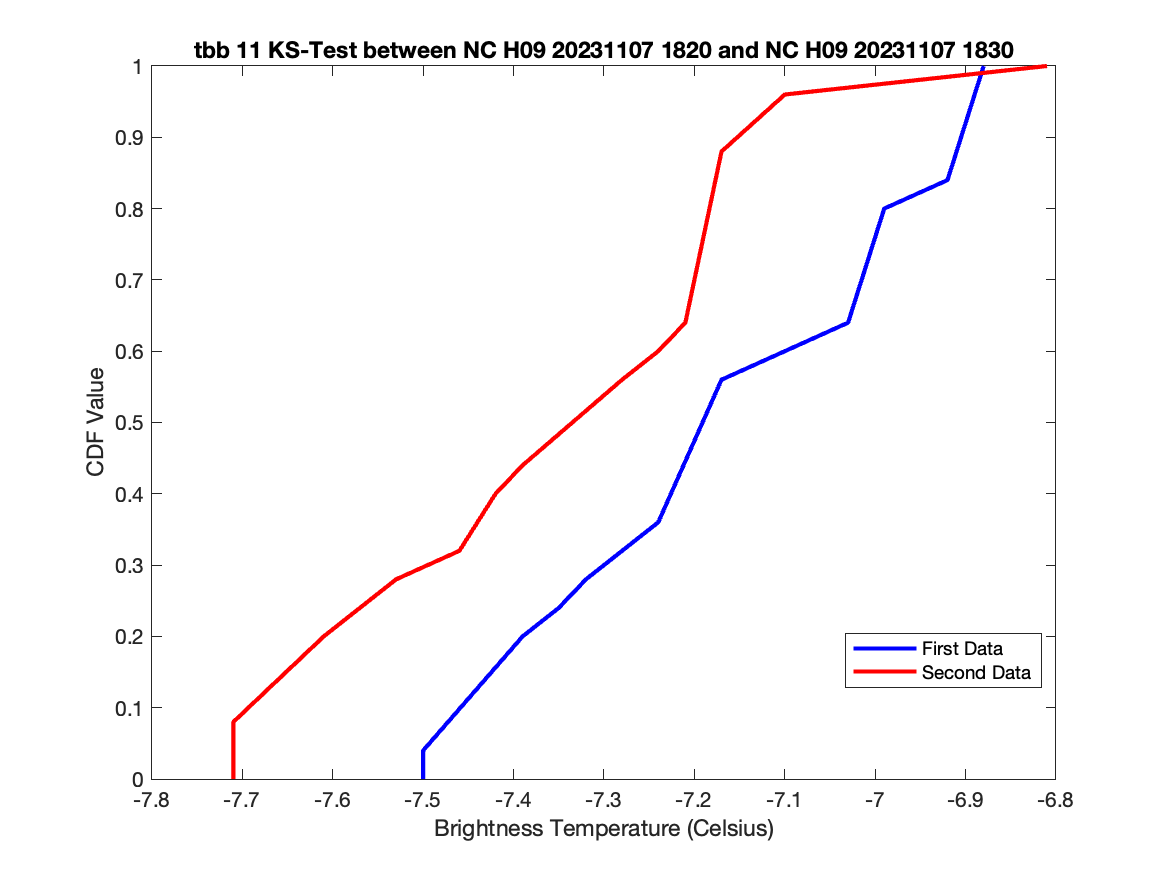 tbb 11 KS-Test between NC H09 20231107 1820 and NC H09 20231107 1830
1
0.9
0.8
0.7
0.6
0.5
0.4
0.3
0.2
0.1
0
CDF Value
First Data
Second Data
-7.8 -7.7 -7.6 -7.5 -7.4 -7.3 -7.2 -7.1 -7 -6.9 -6.8
Brightness Temperature (Celsius)